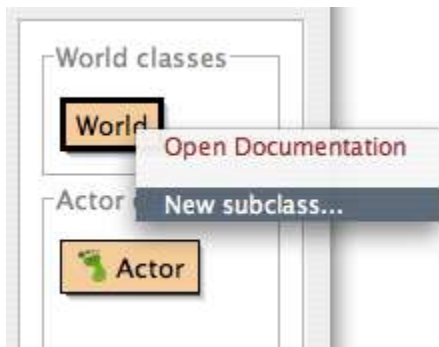 World classes
World
Open Documentation
New subclass...
Actor
Actor